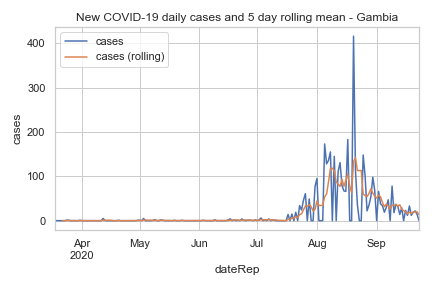 New COVID-19 daily cases and 5 day rolling mean - Gambia
cases
cases (rolling)
400
300
200
100
0
cases
Apr
2020
May
Jun
Jul
Aug
Sep
dateRep